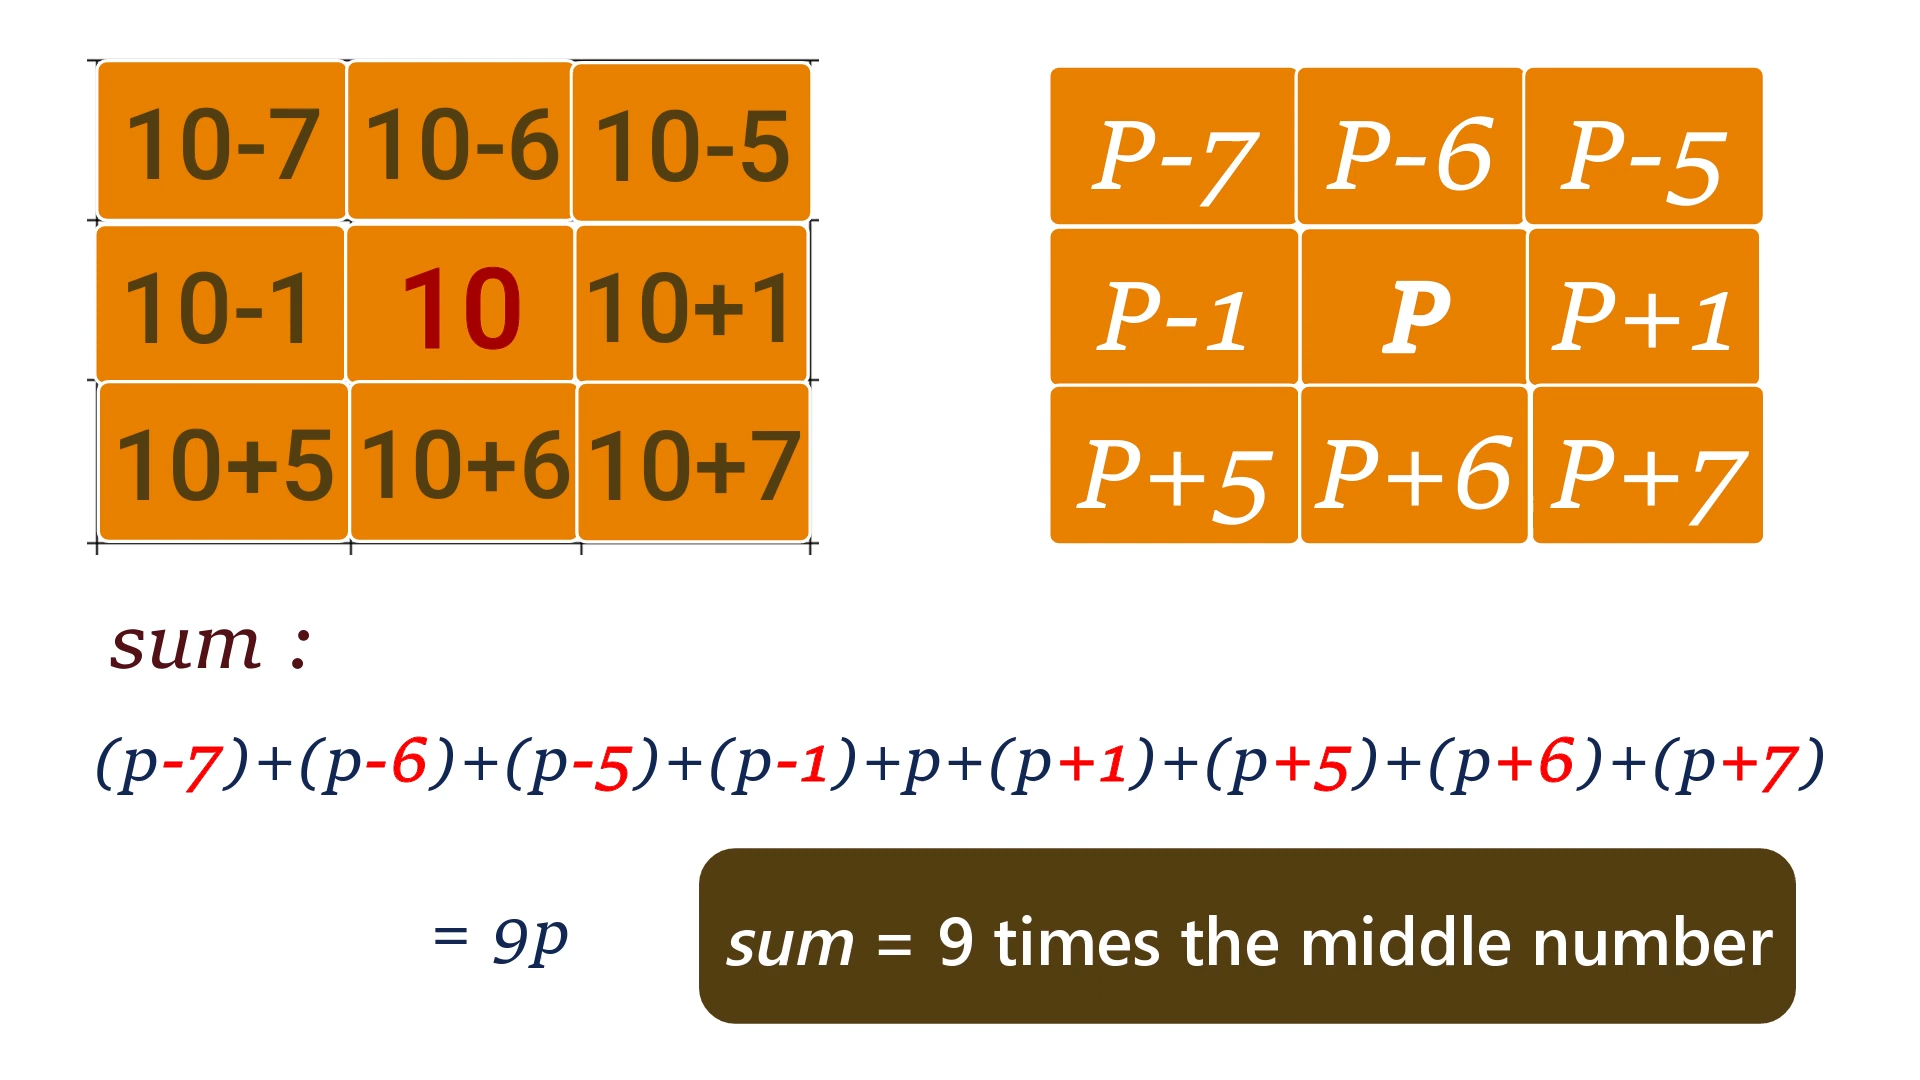 10-7 10-6 10-5
10-1 10 10+1
10+5 10+6 10+7
P-7 P-6 P-5
P-1 P P+1
P+5 P+6 P+7
sum :
(p-7)+(p-6)+(p-5)+(p-1)+p+(p+1)+(p+5)+(p+6)+(p+7)
= 9p
sum = 9 times the middle number